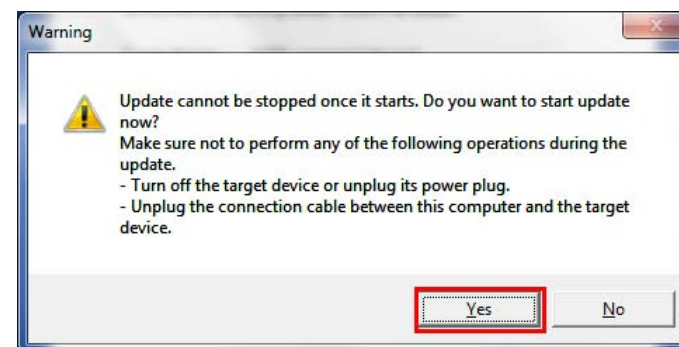 Warning
Update cannot be stopped once it starts. Do you want to start update
now?
Make sure not to perform any of the following operations during the
update.
- Turn off the target device or unplug its power plug.
- Unplug the connection cable between this computer and the target
device.
Yes No